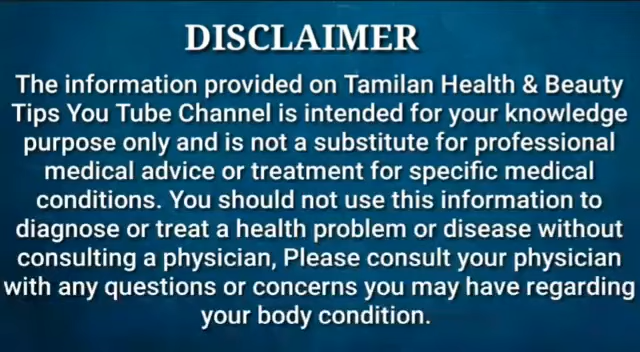 DISCLAIMER
The information provided on Tamilan Health & Beauty
Tips You Tube Channel is intended for your knowledge
purpose only and is not a substitute for professional
medical advice or treatment for specific medical
conditions. You should not use this information to
diagnose or treat a health problem or disease without
consulting a physician, Please consult your physician
with any questions or concerns you may have regarding
your body condition.